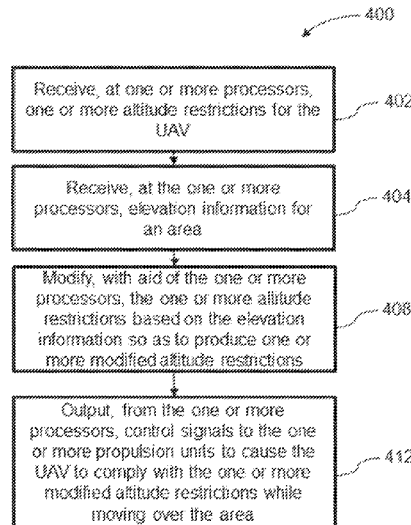 400
Receive, at one or more processors,
one or more altitude restrictions for the
UAV
402
Receive, at the one or more
processors, elevation information for
an area
404
Modify, with aid of the one or more
processors, the one or more altitude
restrictions based on the elevation
information so as to produce one or
more modified altitude restrictions
408
Output, from the one or more
processors, control signals to the one
or more propulsion units to cause the
UAV to comply with the one or more
modified altitude restrictions while
moving over the area
412